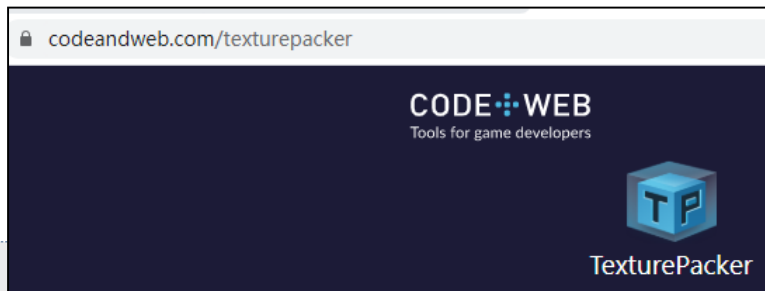 codeandweb.com/texturepacker
CODE WEB
Tools for game developers
TP
TexturePacker